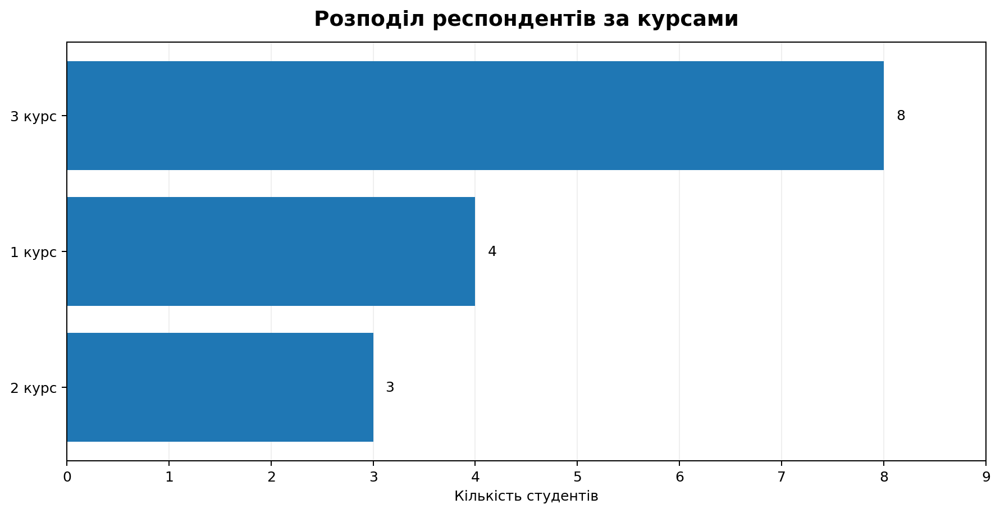 Розподіл респондентів за курсами
3 курс
8
1 курс
4
2 курс
3
0 1 2 3 4 5 6 7 8 9
Кількість студентів